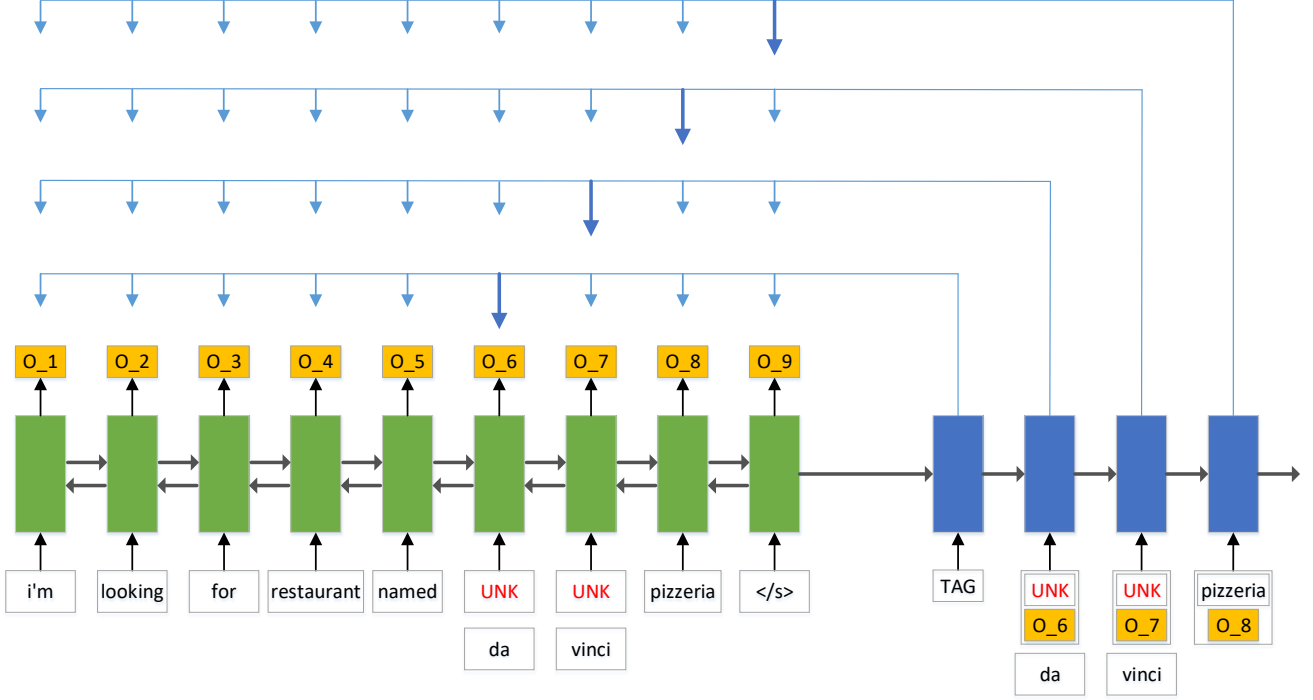 O_1 O_2 O_3 O_4 O_5 O_6 O_7 O_8 O_9
i'm looking for restaurant named UNK UNK pizzeria </s> TAG UNK UNK pizzeria
O_6 O_7 O_8
da vinci
da vinci